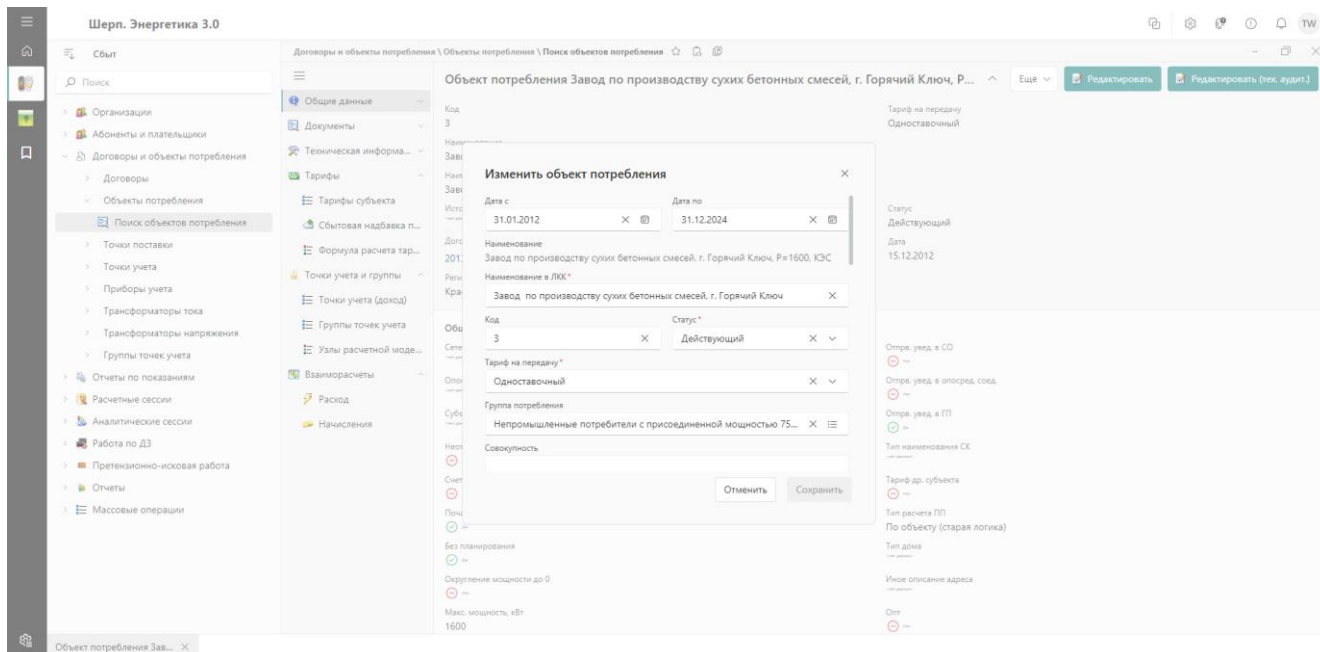 Шерп. Энергетика 3.0
TW
Сбыт
Договоры и объекты потребления \ Объекты потребления \ Поиск объектов потребления
Поиск
Организации
Абоненты и плательщики
Договоры и объекты потребления
Договоры
Объекты потребления
Поиск объектов потребления
Точки поставки
Точки учета
Приборы учета
Трансформаторы тока
Трансформаторы напряжения
Группы точек учета
Отчеты по показаниям
Расчетные сессии
Аналитические сессии
Работа по ДЗ
Претензионно-исковая работа
Отчеты
Массовые операции
Общие данные
Документы
Техническая информа...
Тарифы
Тарифы субъекта
Сбытовая надбавка п...
Формула расчета тар...
Точки учета и группы
Точки учета (доход)
Группы точек учета
Узлы расчетной моде...
Взаиморасчеты
Расход
Начисления
Объект потребления Завод по производству сухих бетонных смесей, г. Горячий Ключ, Р...
Ещё
Редактировать
Редактировать (тех. аудит.)
Код
3
Тариф на передачу
Одноставочный
Статус
Действующий
Дата
15.12.2012
Изменить объект потребления
Дата с
Дата по
31.01.2012
31.12.2024
Наименование
Завод по производству сухих бетонных смесей, г. Горячий Ключ, Р=1600, КЭС
Наименование в ЛКК*
Завод по производству сухих бетонных смесей, г. Горячий Ключ
Код
Статус*
3
Действующий
Тариф на передачу*
Одноставочный
Группа потребления
Непромышленные потребители с присоединенной мощностью 75...
Совокупность
Отменить
Сохранить
Отпрв. увед. в СО
Отпрв. увед. в опосред. соед.
Отпрв. увед. в ГП
Тип наименования СК
Тариф др. субъекта
Тип расчета ПП
По объекту (старая логика)
Без планирования
Тип дома
Округление мощности до 0
Иное описание адреса
Макс. мощность, кВт
1600
Опт
Объект потребления Зав...